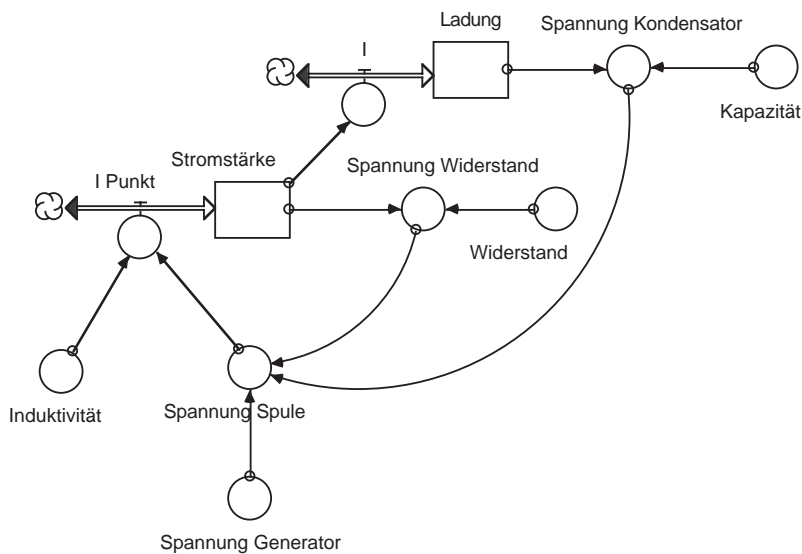 Ladung
I
Spannung Kondensator
Kapazität
Stromstärke
Spannung Widerstand
I Punkt
Widerstand
Induktivität
Spannung Spule
Spannung Generator